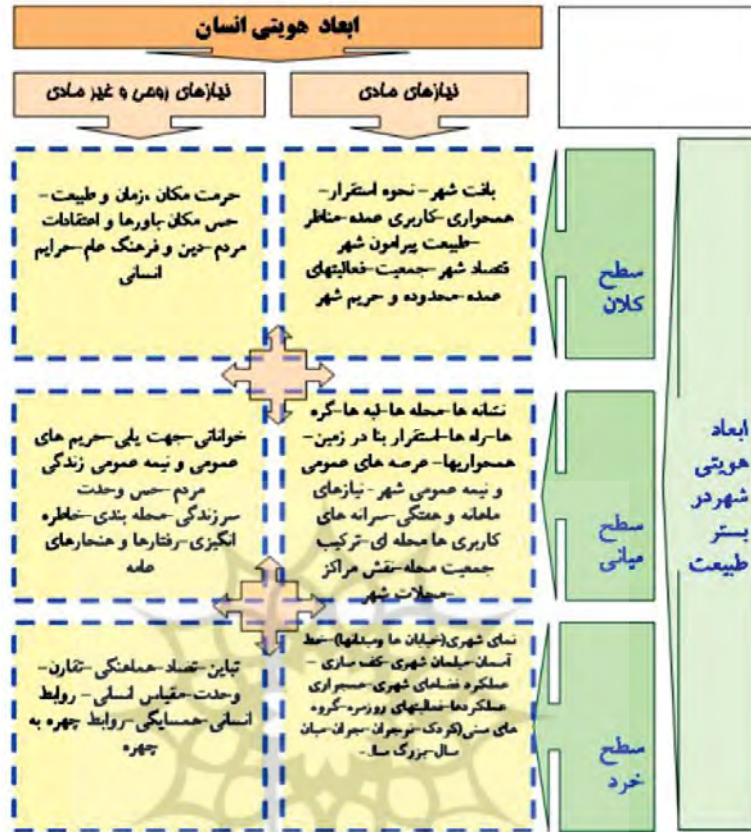 ابعاد هویتی انسان
نیازهای مادی
نیازهای روحی و غیر مادی
ابعاد
هویتی
شهردر
بستر
طبیعت
سطح
کلان
بافت شهر- نحوه استقرار-
همجواری-کاربری عمده-مناظر
-طبیعت پیرامون شهر
قتصاد شهر-جمعیت-فعالیتهای
عمده-محدوده و حریم شهر
حرمت مکان ،زمان و طبیعت-
حس مکان-باورها و اعتقادات
مردم-دین و فرهنگ عام-حرایم
انسانی
سطح
میانی
نشانه ها-محله ها-لبه ها-گره
ها-راه ها-استقرار بنا در زمین-
همجواریها- عرصه های عمومی
و نیمه عمومی شهر- نیازهای
ماهانه و هفتگی-سرانه های
کاربری ها محله ای-ترکیب
جمعیت محله-نقش مراکز
-محلات شهر
خوانائی-جهت یابی-حریم های
عمومی و نیمه عمومی زندگی
مردم-حس وحدت
سرزندگی-محله بندی-خاطره
انگیزی-رفتارها و هنجارهای
عامه
سطح
خرد
نمای شهری(خیابان ها ومیدانها)-خط
آسمان-مبلمان شهری-کف سازی-
عملکرد فضاهای شهری-همجواری
عملکردها-فعالیتهای روزمره-گروه
های سنی(کودک-نوجوان-جوان-میان
سال-بزرگ سال-
تباین-تضاد-هماهنگی-تقارن-
وحدت-مقیاس انسانی- روابط
انسانی-همسایگی-روابط چهره به
چهره